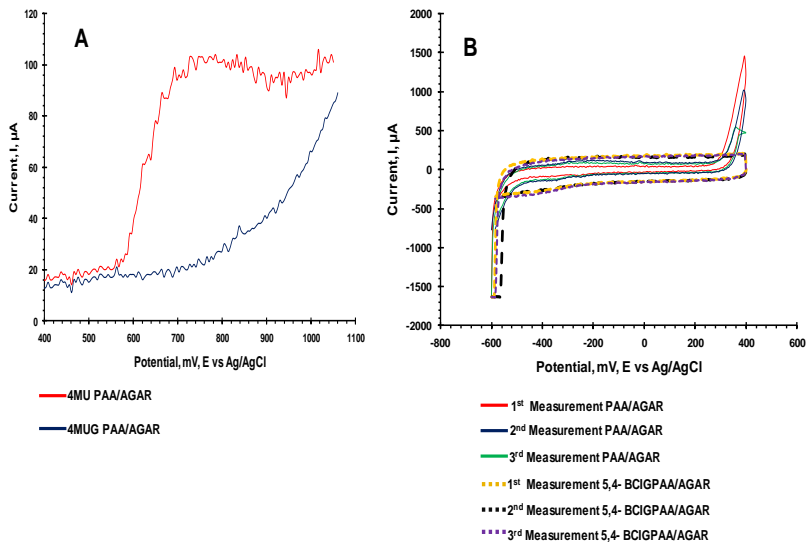 A
Current, I, µA
120
100
80
60
40
20
0
400 500 600 700 800 900 1000 1100
Potential, mV, E vs Ag/AgCl
4MU PAA/AGAR
4MUG PAA/AGAR
B
Current, I, µA
2000
1500
1000
500
0
-500
-1000
-1500
-2000
-800 -600 -400 -200 0 200 400 600
Potential, mV, E vs Ag/AgCl
1st Measurement PAA/AGAR
2nd Measurement PAA/AGAR
3rd Measurement PAA/AGAR
1st Measurement 5,4- BCIGPAA/AGAR
2nd Measurement 5,4- BCIGPAA/AGAR
3rd Measurement 5,4- BCIGPAA/AGAR